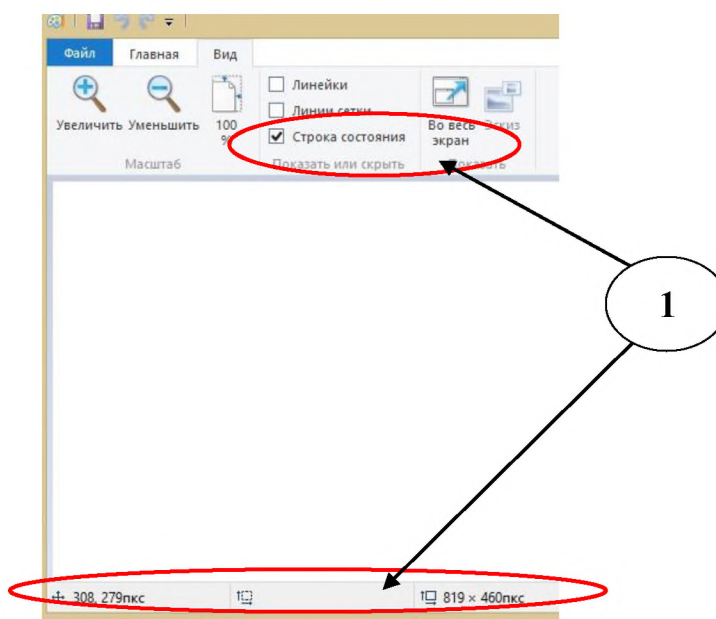 Файл Главная Вид
Линейки
Линии сетки
Строка состояния
Увеличить Уменьшить 100 %
Во весь экран Эскиз
Масштаб Показать или скрыть Показать
1
308, 279пкс 819 × 460пкс